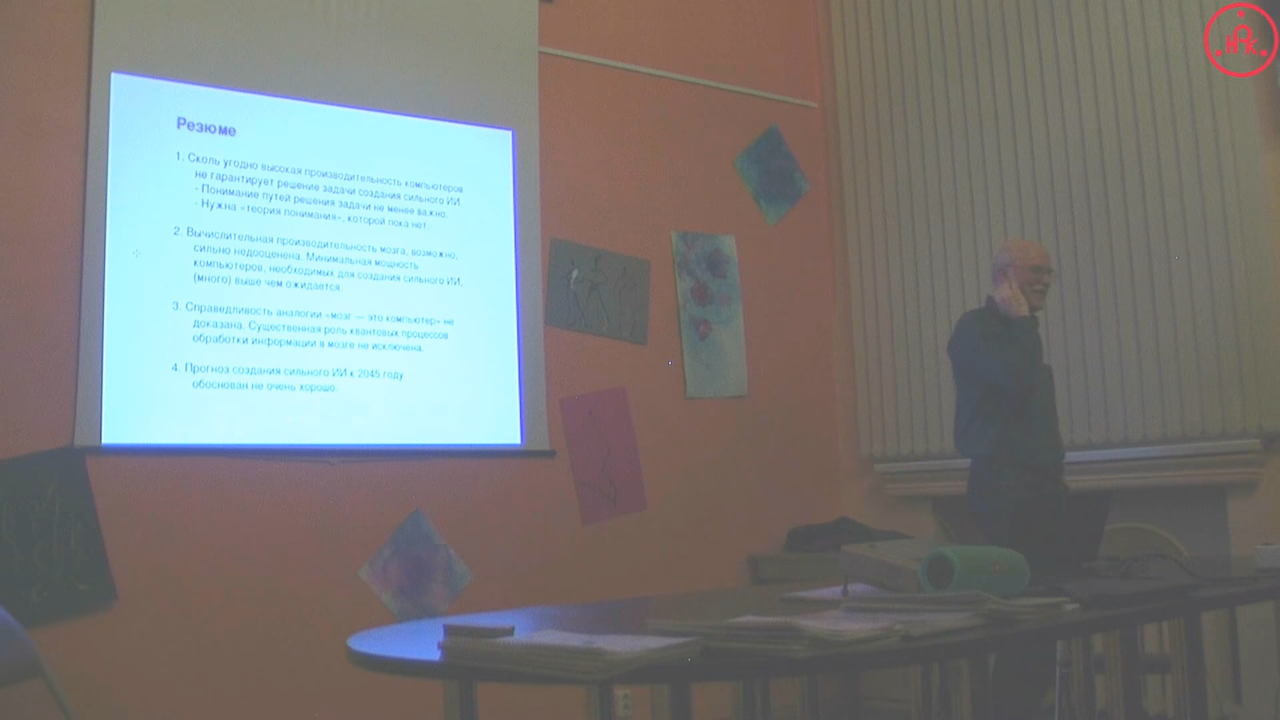 Резюме
1. Сколь угодно высокая производительность компьютеров
не гарантирует решение задачи создания сильного ИИ.
- Понимание путей решения задачи не менее важно.
- Нужна «теория понимания», которой пока нет.
2. Вычислительная производительность мозга, возможно,
сильно недооценена. Минимальная мощность
компьютеров, необходимых для создания сильного ИИ,
(много) выше чем ожидается.
3. Справедливость аналогии «мозг — это компьютер» не
доказана. Существенная роль квантовых процессов
обработки информации в мозге не исключена.
4. Прогноз создания сильного ИИ к 2045 году
обоснован не очень хорошо.